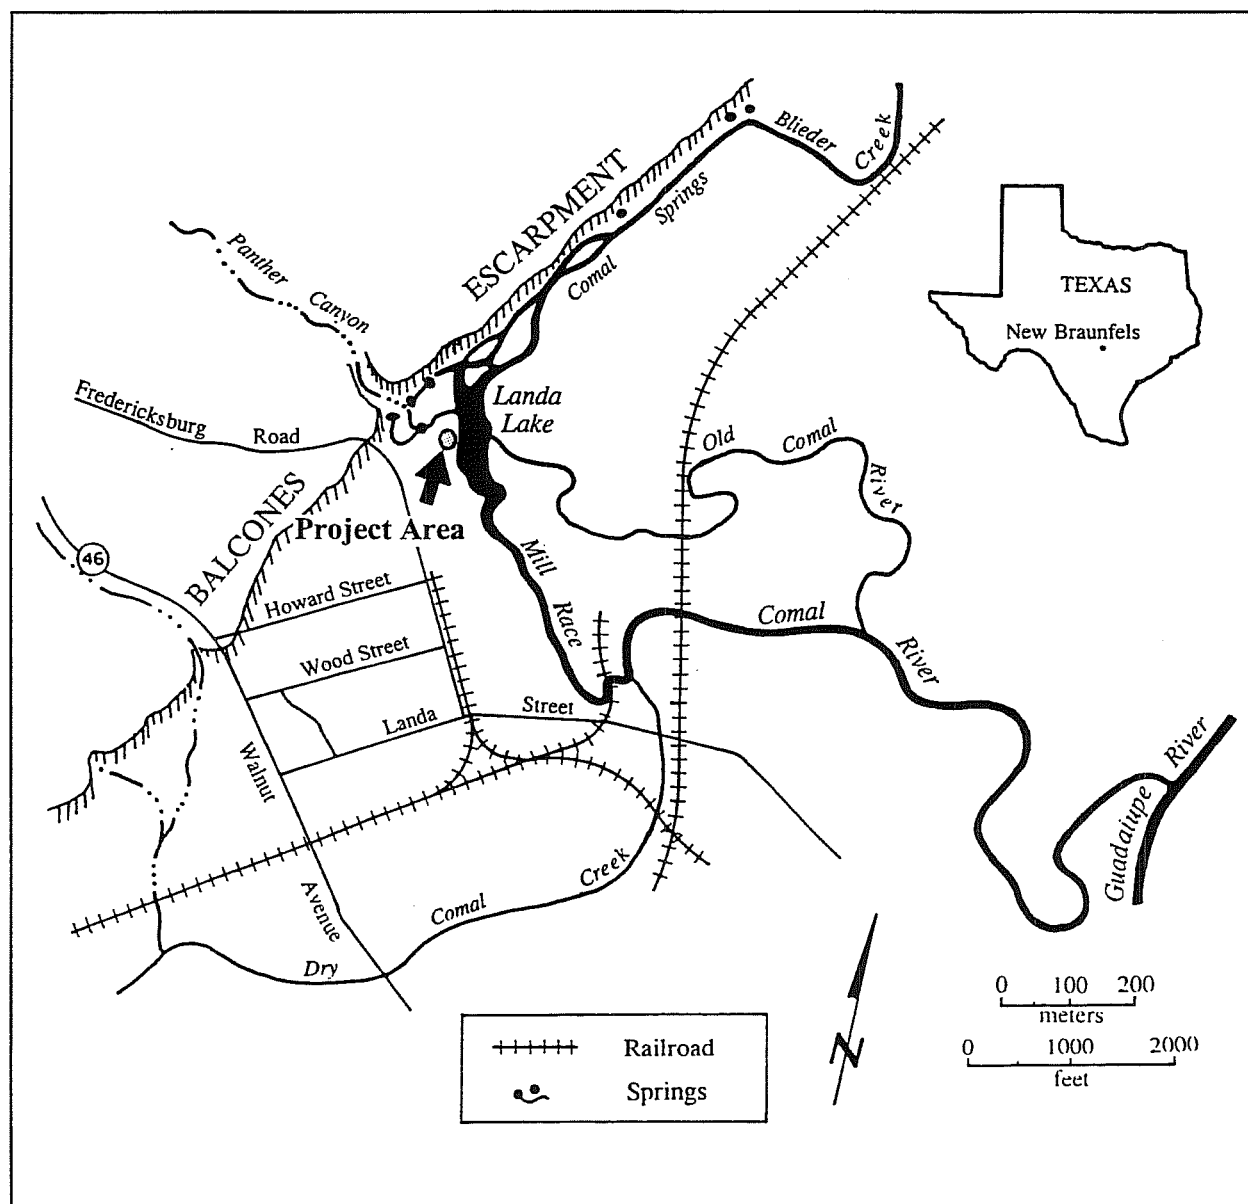 Blieder
Creek
ESCARPMENT
Springs
Comal
Panther
Canyon
TEXAS
New Braunfels
Fredericksburg
Road
Landa
Lake
Old
Comal
River
Project Area
BALCONES
46
Howard Street
Mill
Race
Comal
River
Wood Street
Landa
Street
Walnut
Avenue
Guadalupe
River
Creek
Comal
Dry
0 100 200
meters
0 1000 2000
feet
N
Railroad
Springs